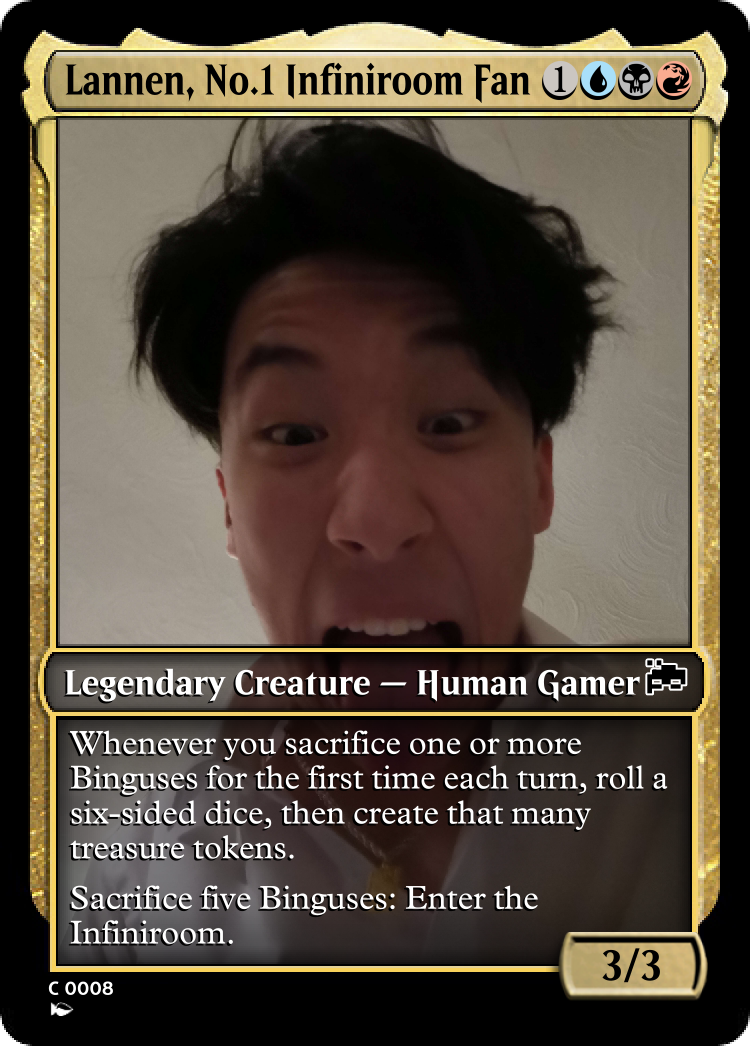 Lannen, No.1 Infiniroom Fan 1
Legendary Creature — Human Gamer
Whenever you sacrifice one or more
Binguses for the first time each turn, roll a
six-sided dice, then create that many
treasure tokens.
Sacrifice five Binguses: Enter the
Infiniroom.
3/3
C 0008